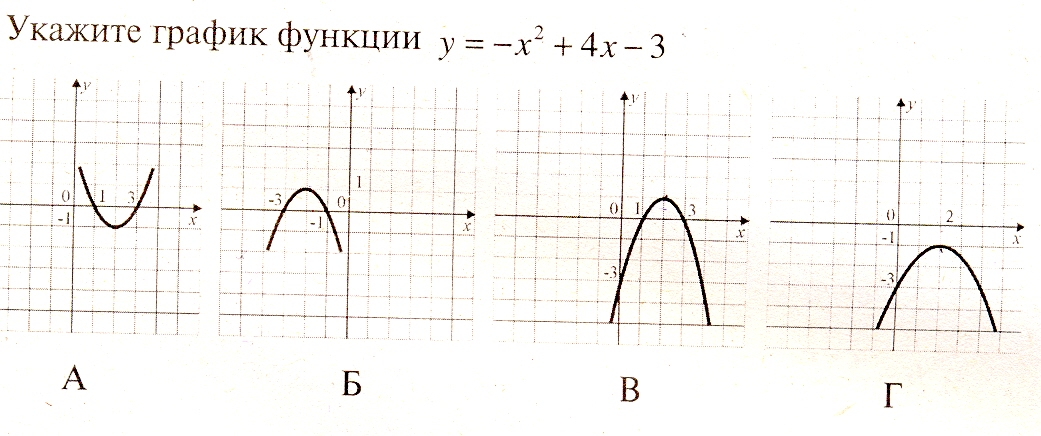 Укажите график функции y = −x² + 4x − 3
y
0 1 3
-1 x
y
1
-3 0
-1 x
y
0 1 3
x
-3
y
0 2
-1 x
-3
А Б В Г